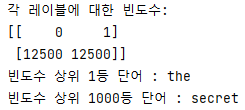 각 레이블에 대한 빈도수:
[[    0     1]
 [12500 12500]]
빈도수 상위 1등 단어 : the
빈도수 상위 1000등 단어 : secret